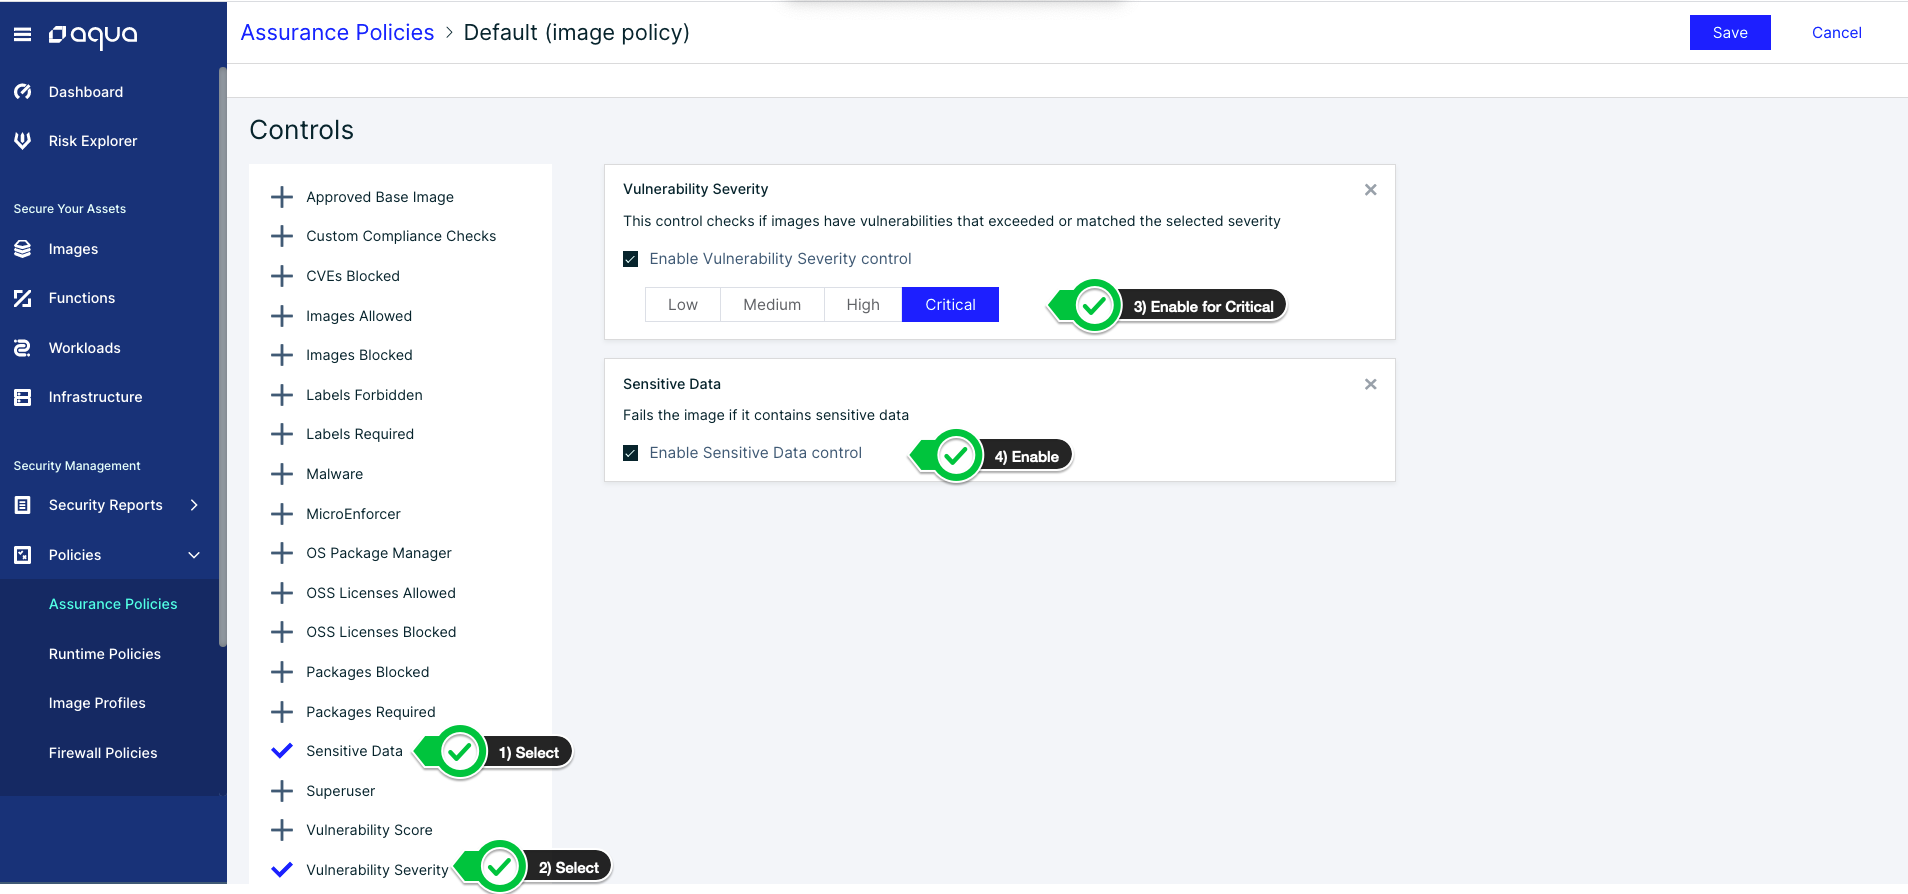 aqua
Assurance Policies > Default (image policy)
Save
Cancel
Dashboard
Risk Explorer
Secure Your Assets
Images
Functions
Workloads
Infrastructure
Security Management
Security Reports
Policies
Assurance Policies
Runtime Policies
Image Profiles
Firewall Policies
Controls
Approved Base Image
Custom Compliance Checks
CVEs Blocked
Images Allowed
Images Blocked
Labels Forbidden
Labels Required
Malware
MicroEnforcer
OS Package Manager
OSS Licenses Allowed
OSS Licenses Blocked
Packages Blocked
Packages Required
Sensitive Data
1) Select
Superuser
Vulnerability Score
Vulnerability Severity
2) Select
Vulnerability Severity
This control checks if images have vulnerabilities that exceeded or matched the selected severity
Enable Vulnerability Severity control
Low Medium High Critical
3) Enable for Critical
Sensitive Data
Fails the image if it contains sensitive data
Enable Sensitive Data control
4) Enable